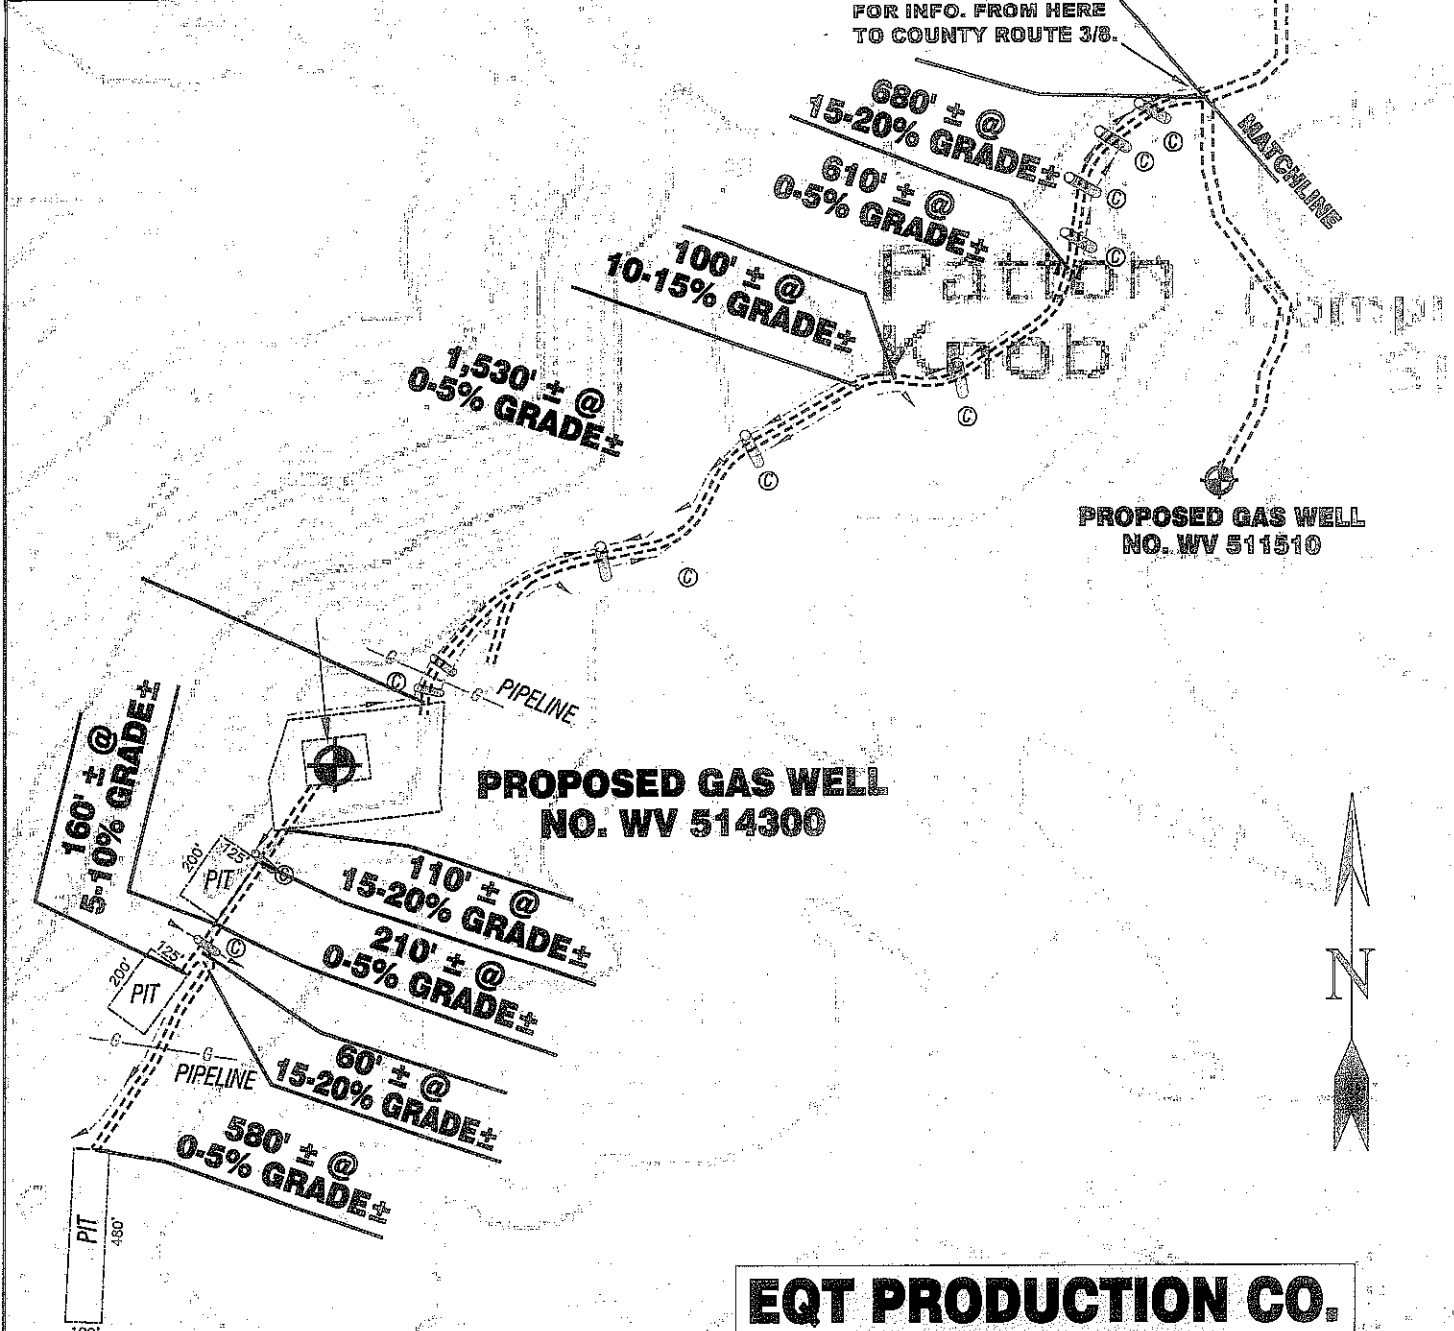 FOR INFO. FROM HERE
TO COUNTY ROUTE 3/8.
MATCHLINE
680' ± @
15-20% GRADE±
610' ± @
0-5% GRADE±
100' ± @
10-15% GRADE±
1,530' ± @
0-5% GRADE±
Patton
Knob
C
C
C
C
C
C
C
PROPOSED GAS WELL
NO. WV 511510
G
G
C
PIPELINE
PROPOSED GAS WELL
NO. WV 514300
160' ± @
5-10% GRADE±
200'
125'
PIT
C
110' ± @
15-20% GRADE±
210' ± @
0-5% GRADE±
C
200'
125'
PIT
G
G
PIPELINE
60' ± @
15-20% GRADE±
580' ± @
0-5% GRADE±
PIT
480'
N
EQT PRODUCTION CO.